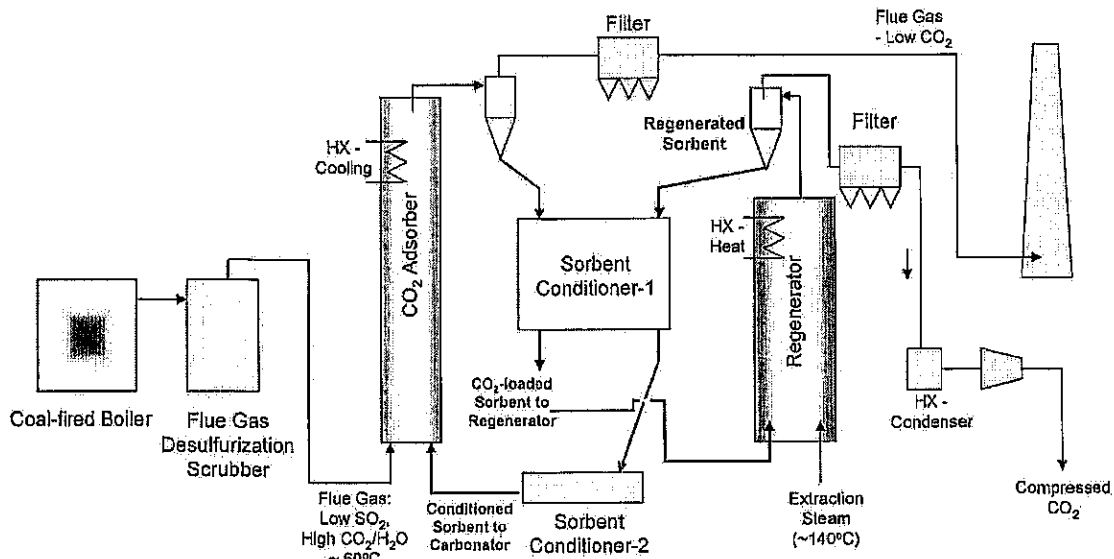 Filter
Flue Gas
- Low CO2
Regenerated
Sorbent
Filter
HX -
Cooling
CO2 Adsorber
Sorbent
Conditioner-1
HX -
Heat
Regenerator
CO2-loaded
Sorbent to
Regenerator
HX -
Condenser
Coal-fired Boiler
Flue Gas
Desulfurization
Scrubber
Flue Gas:
Low SO2,
High CO2/H2O
~ 60ºC
Conditioned
Sorbent to
Carbonator
Sorbent
Conditioner-2
Extraction
Steam
(~140ºC)
Compressed
CO2